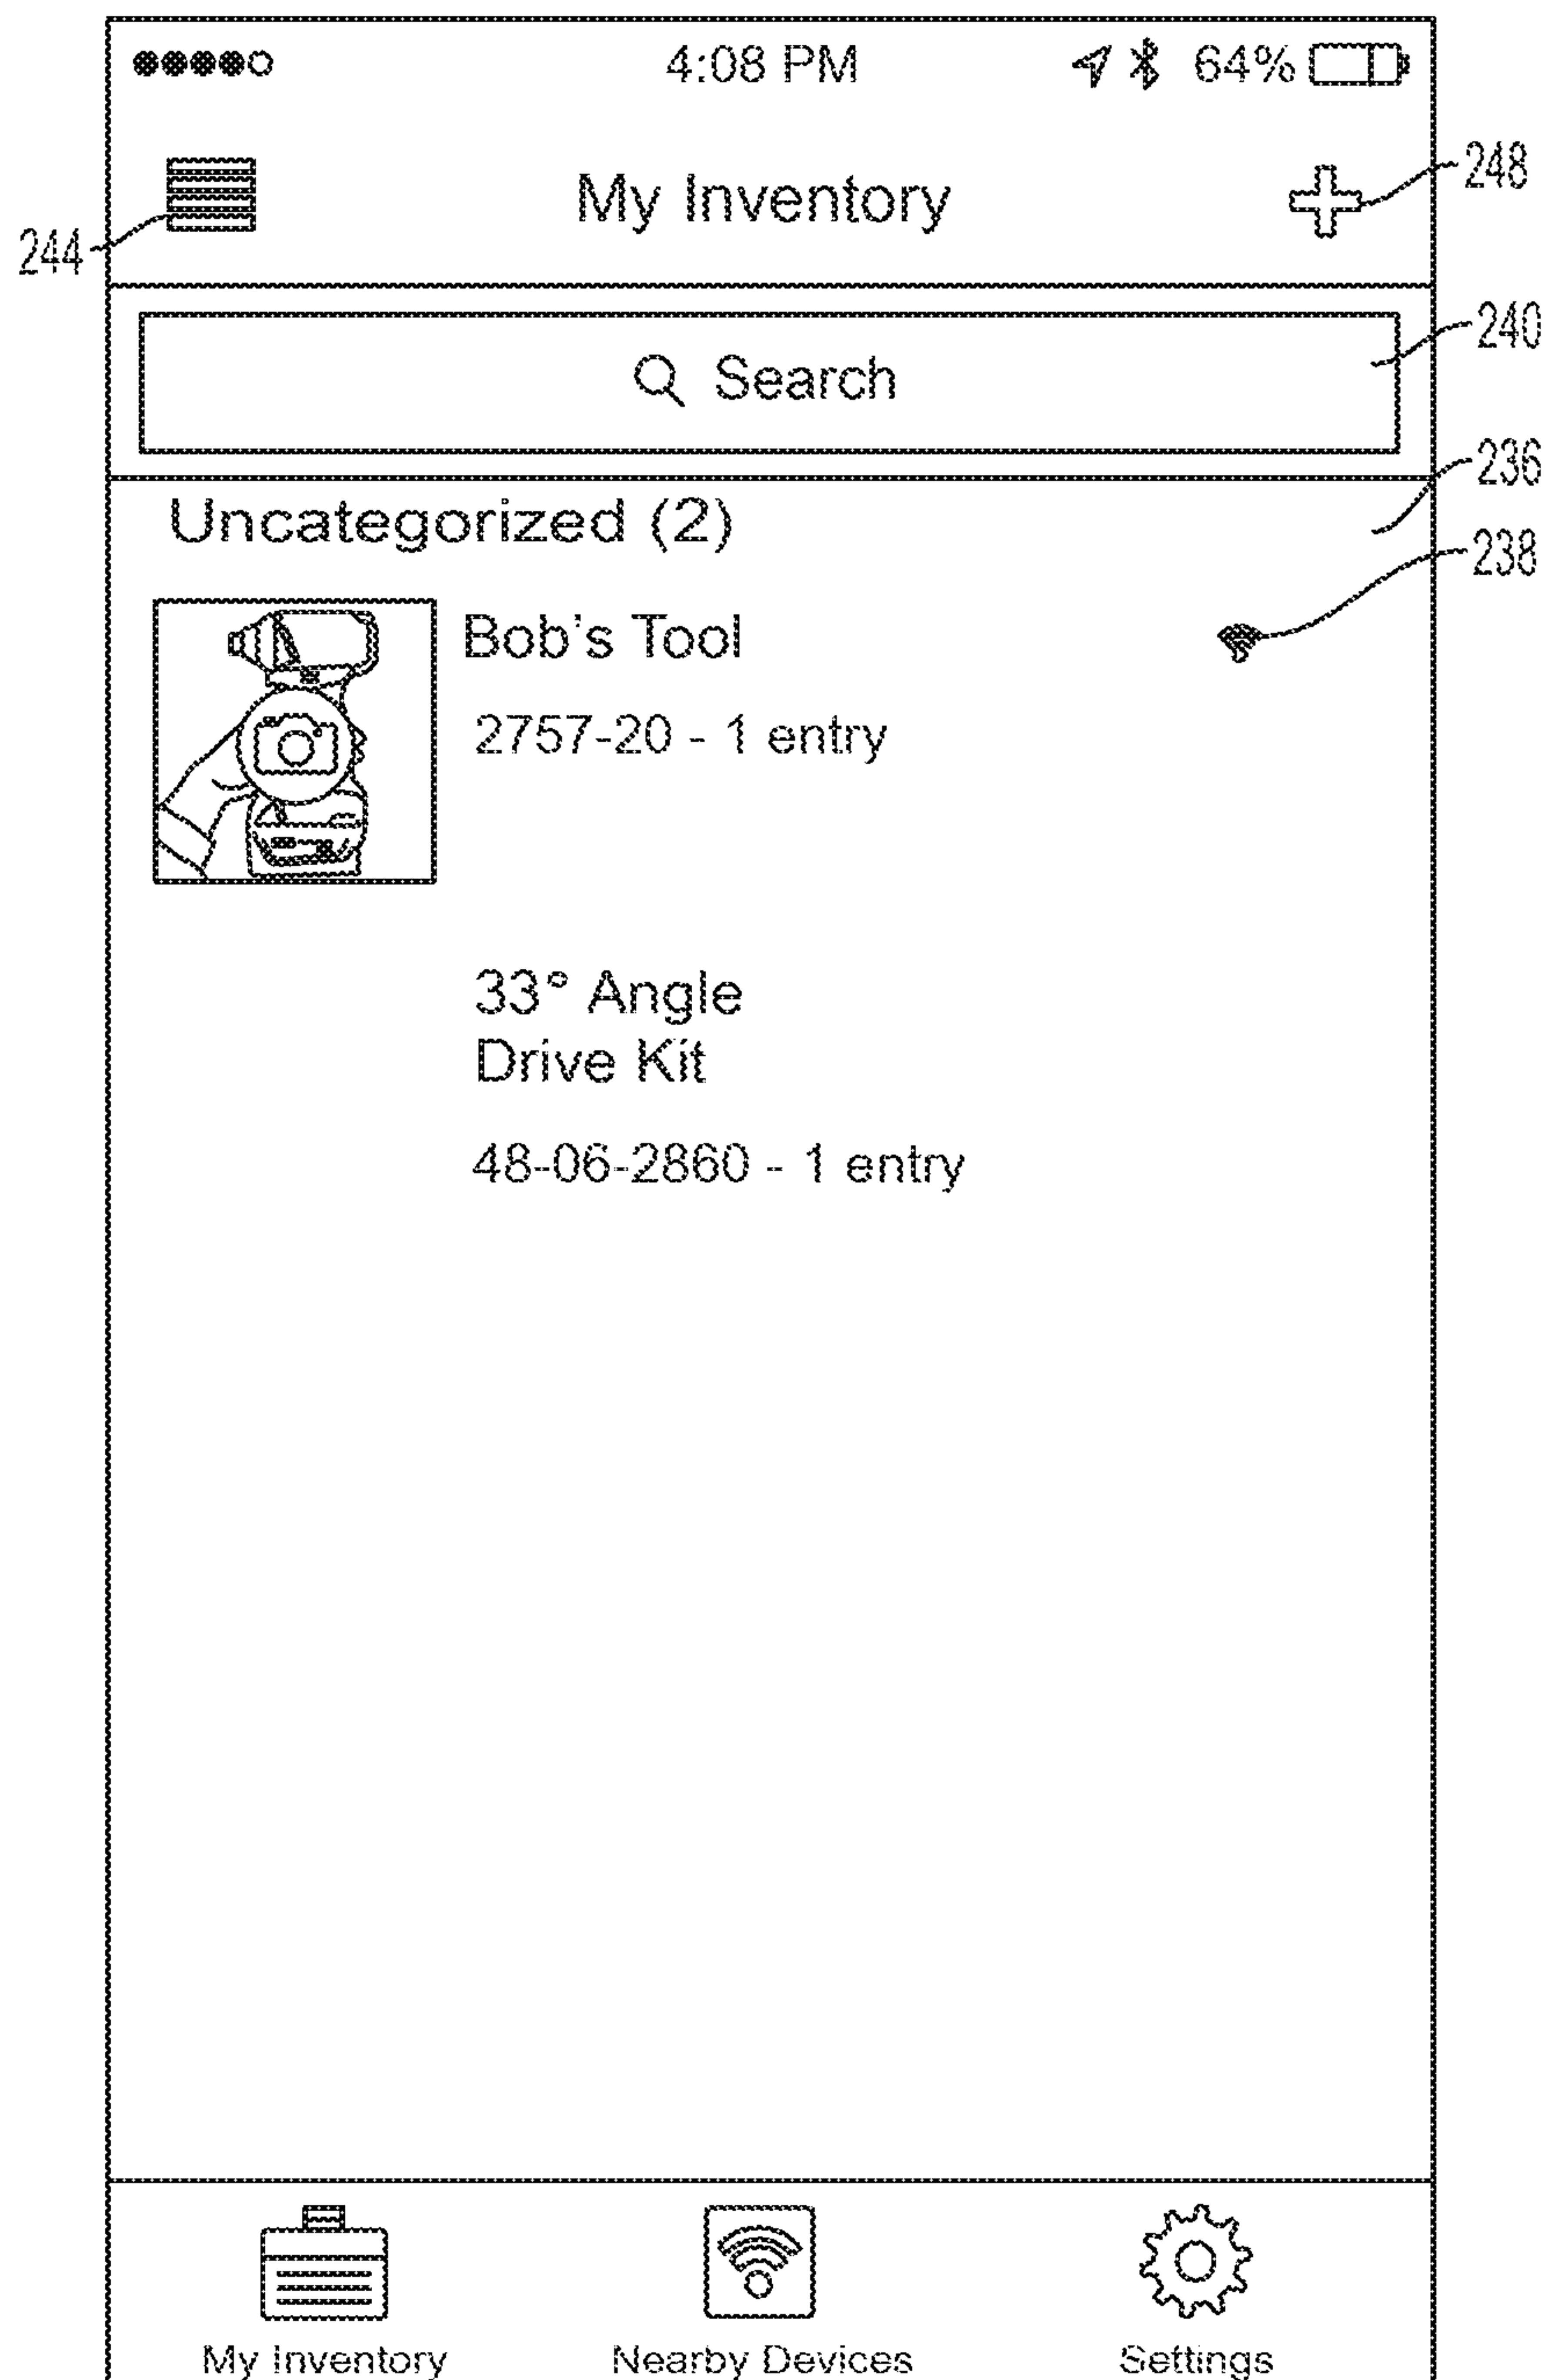 4:08 PM 64%
My Inventory
248
244
240
Search
236
Uncategorized (2)
238
Bob's Tool
2757-20 - 1 entry
33° Angle
Drive Kit
48-06-2860 - 1 entry
My Inventory Nearby Devices Settings